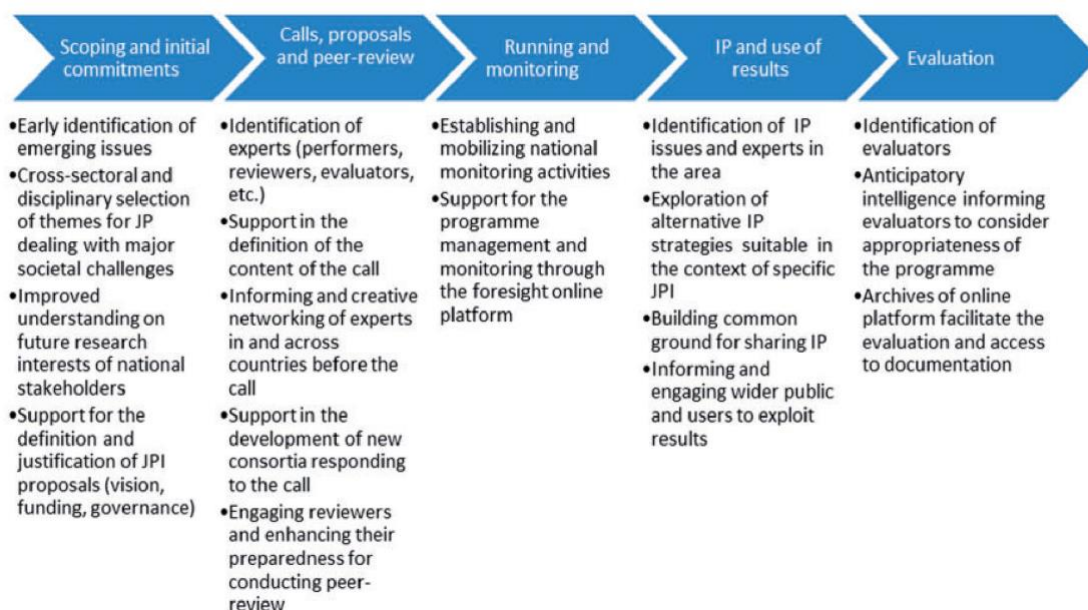 Scoping and initial
commitments
Calls, proposals
and peer-review
Running and
monitoring
IP and use of
results
Evaluation
•Early identification of
emerging issues
•Cross-sectoral and
disciplinary selection
of themes for JP
dealing with major
societal challenges
•Improved
understanding on
future research
interests of national
stakeholders
•Support for the
definition and
justification of JPI
proposals (vision,
funding, governance)
•Identification of
experts (performers,
reviewers, evaluators,
etc.)
•Support in the
definition of the
content of the call
•Informing and creative
networking of experts
in and across
countries before the
call
•Support in the
development of new
consortia responding
to the call
•Engaging reviewers
and enhancing their
preparedness for
conducting peer-
review
•Establishing and
mobilizing national
monitoring activities
•Support for the
programme
management and
monitoring through
the foresight online
platform
•Identification of IP
issues and experts in
the area
•Exploration of
alternative IP
strategies suitable in
the context of specific
JPI
•Building common
ground for sharing IP
•Informing and
engaging wider public
and users to exploit
results
•Identification of
evaluators
•Anticipatory
intelligence informing
evaluators to consider
appropriateness of
the programme
•Archives of online
platform facilitate the
evaluation and access
to documentation